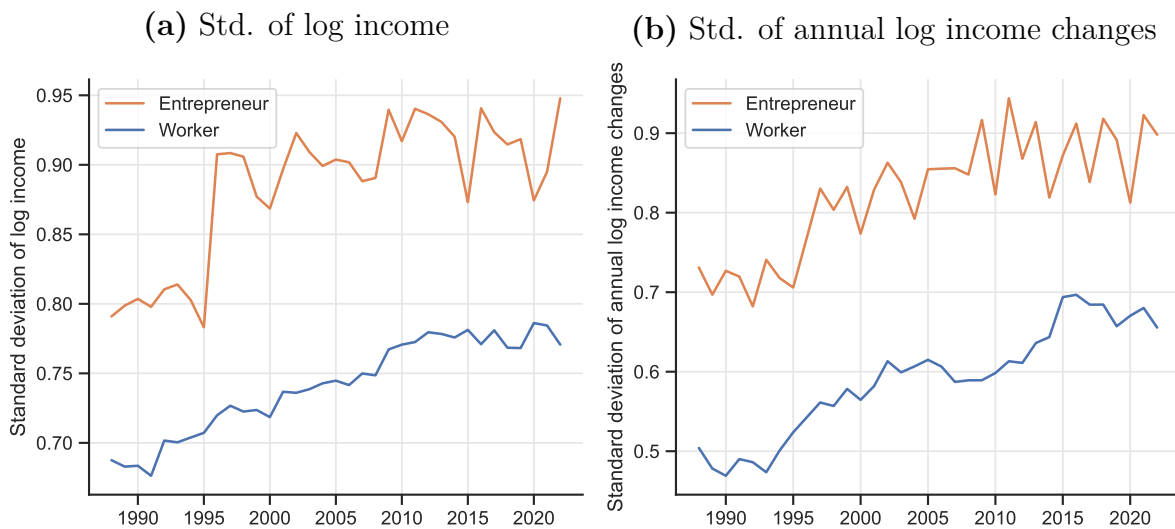 (a) Std. of log income
Standard deviation of log income
0.95
0.90
0.85
0.80
0.75
0.70
Entrepreneur
Worker
1990 1995 2000 2005 2010 2015 2020
(b) Std. of annual log income changes
Standard deviation of annual log income changes
0.9
0.8
0.7
0.6
0.5
Entrepreneur
Worker
1990 1995 2000 2005 2010 2015 2020